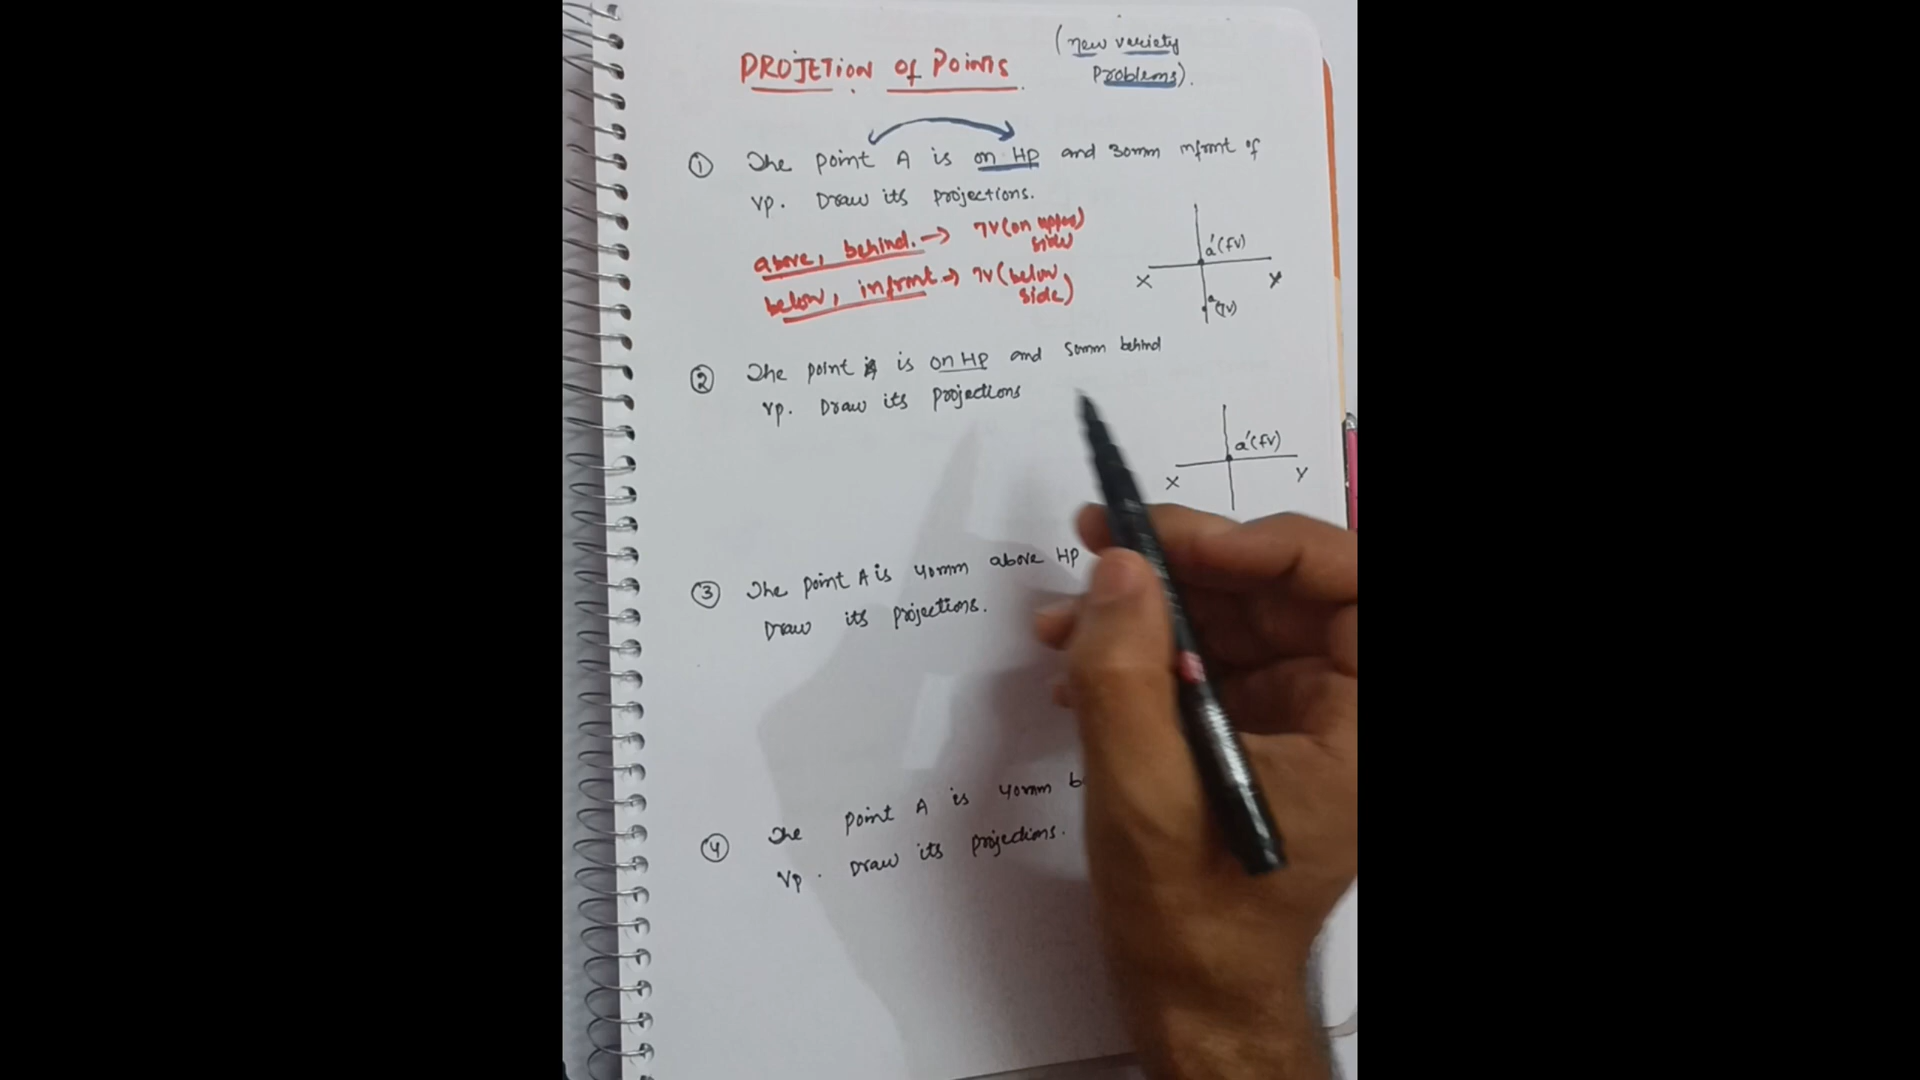 PROJETION of POINTS
(new variety
problems).
① The point A is on HP and 30mm infrnt of
VP. Draw its projections.
above, behind. → TV (on upper)
side
below, infrnt. → TV (below
side)
a'(fv)
X Y
a(TV)
② The point A is on HP and 50mm behind
VP. Draw its projections
a'(fv)
X Y
③ The point A is 40mm above HP
Draw its projections.
④ The point A is 40mm
VP. Draw its projections.